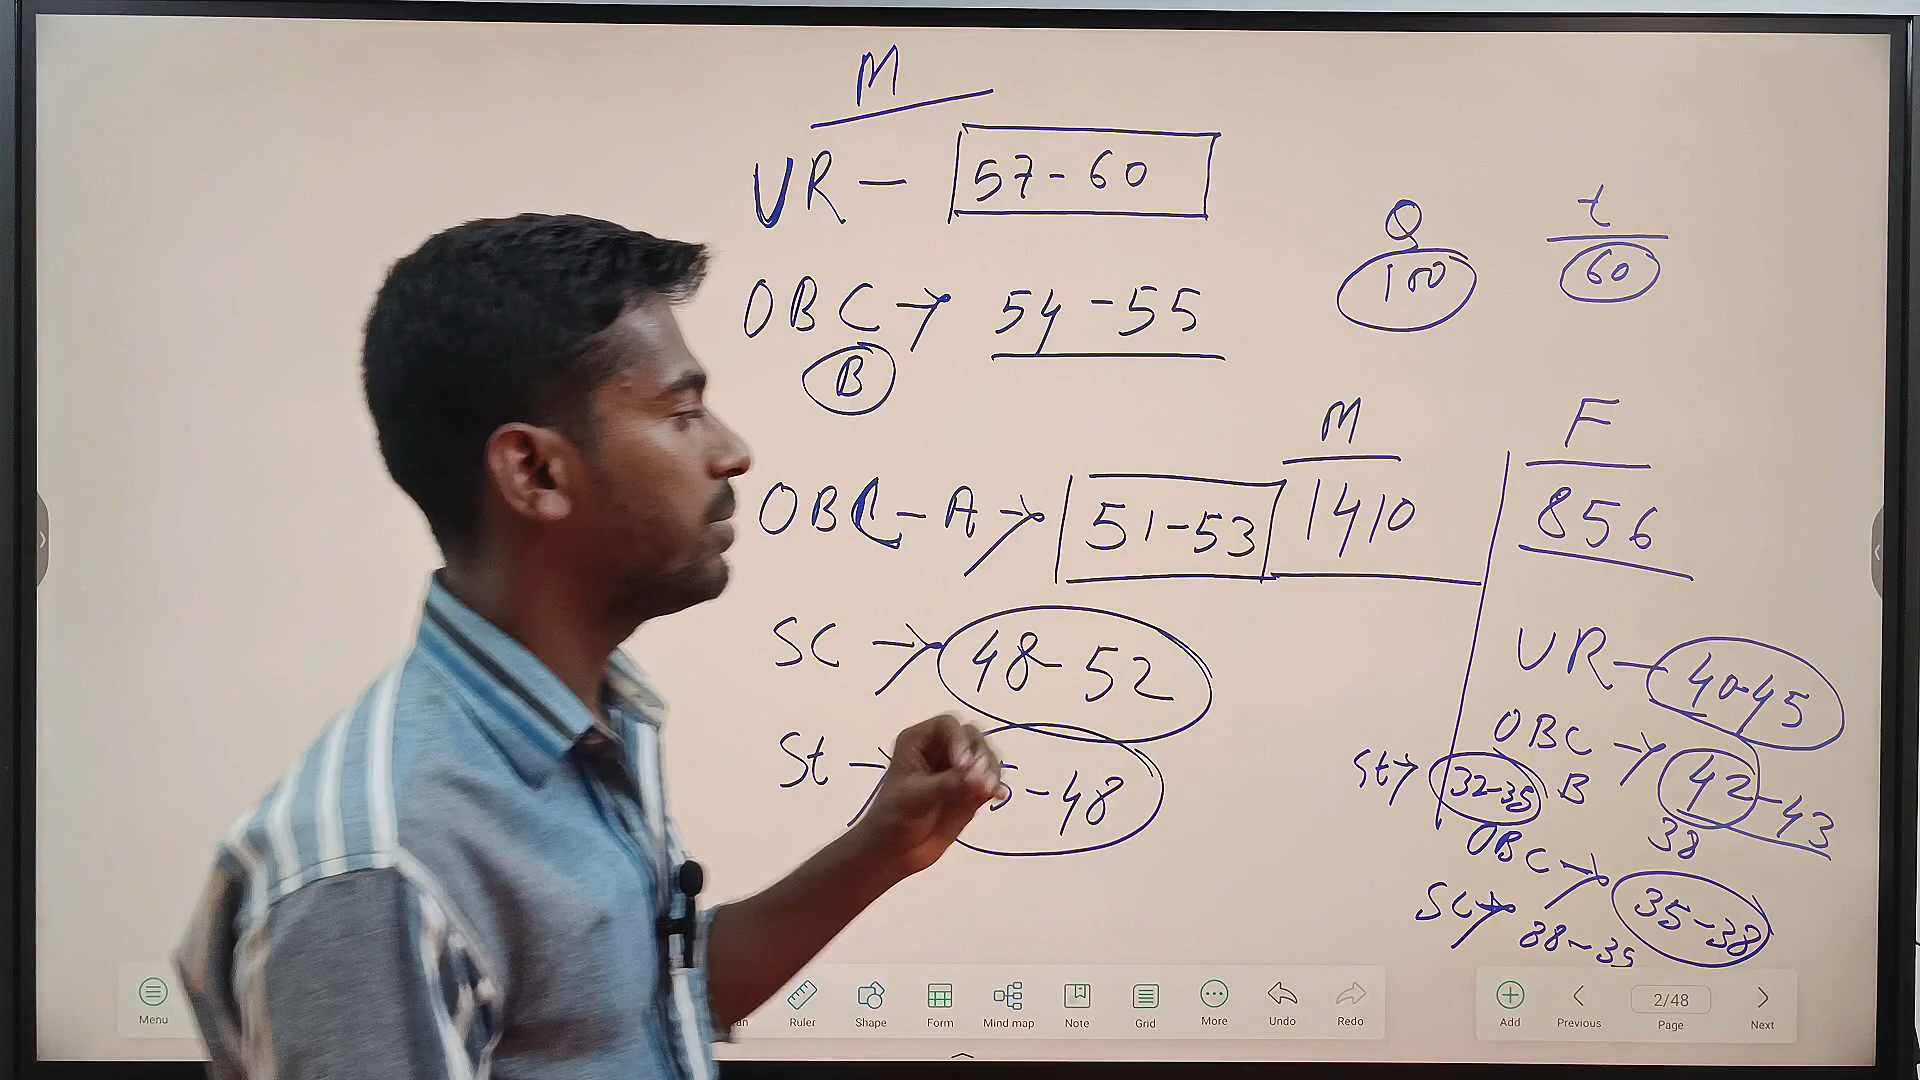 M
UR - 57-60
OBC → 54-55
B
Q
100
t
60
OBC - A → 51-53
M
1410
F
856
SC → 48-52
St → 5-48
UR - 40-45
OBC → 42-43
B
38
St → 32-35
OBC → 35-38
SC → 38-35
Menu
Ruler
Shape
Form
Mind map
Note
Grid
More
Undo
Redo
Add
Previous
2/48
Page
Next